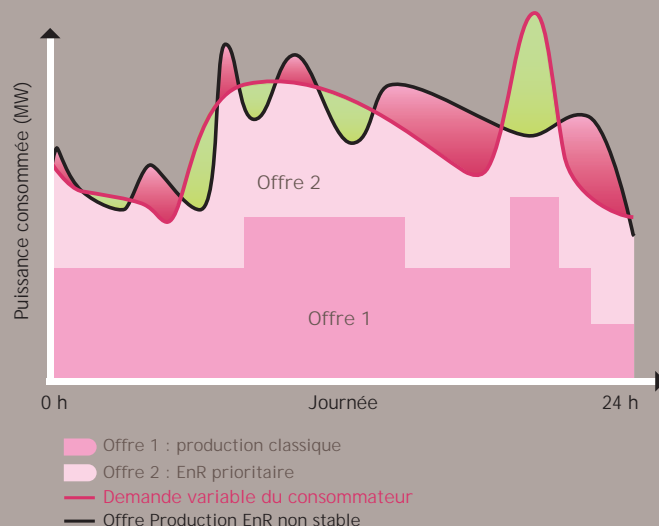 Puissance consommée (MW)
Offre 2
Offre 1
0 h
Journée
24 h
Offre 1 : production classique
Offre 2 : EnR prioritaire
Demande variable du consommateur
Offre Production EnR non stable